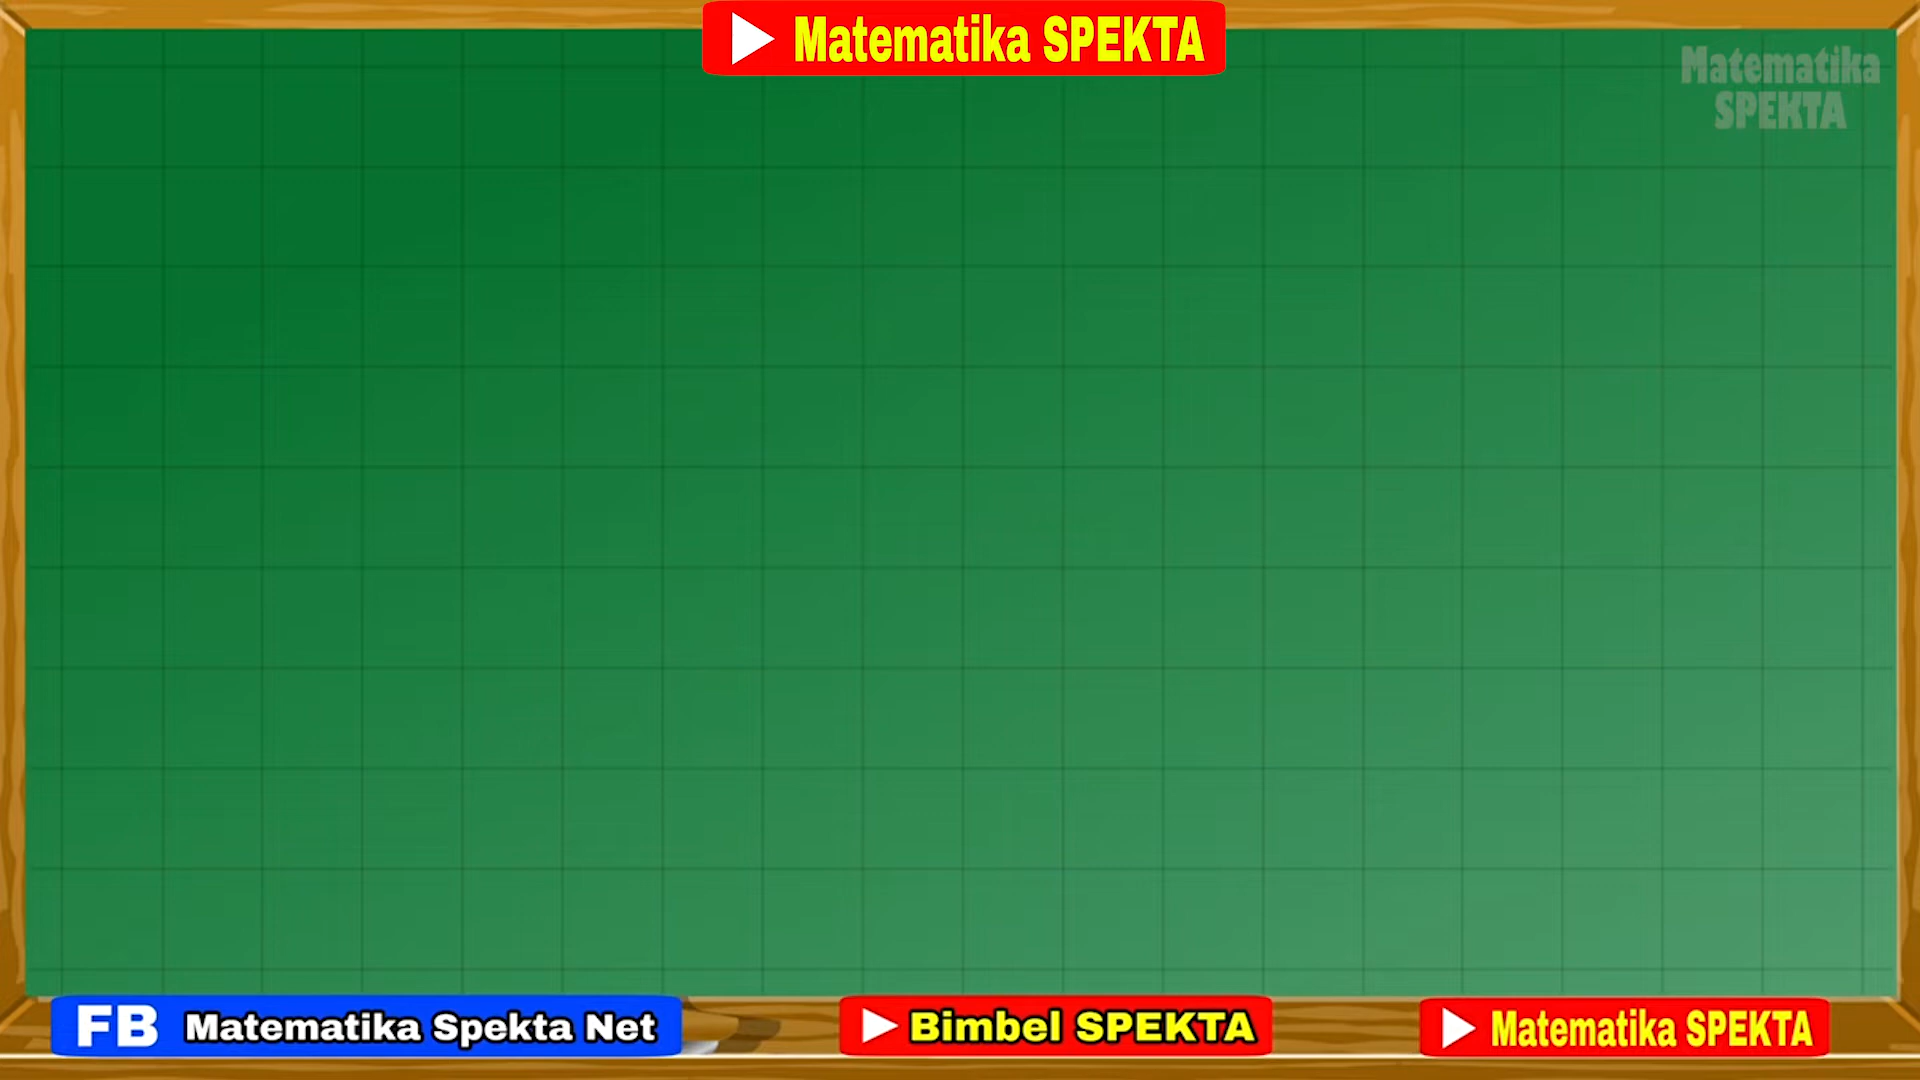 Matematika SPEKTA
Matematika
SPEKTA
FB Matematika Spekta Net
Bimbel SPEKTA
Matematika SPEKTA